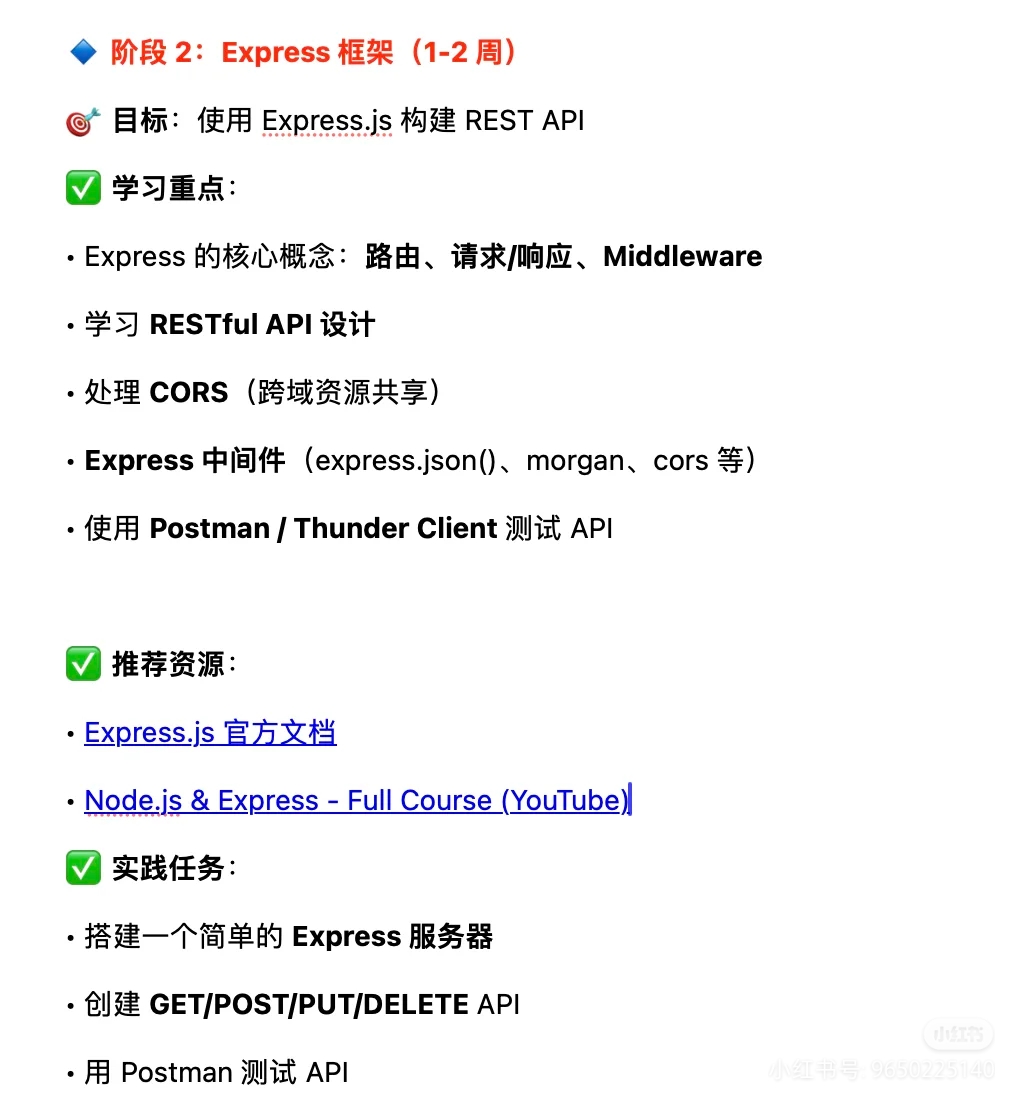 🔷 阶段 2：Express 框架（1-2 周）
🎯 目标：使用 Express.js 构建 REST API
✅ 学习重点：
• Express 的核心概念：路由、请求/响应、Middleware
• 学习 RESTful API 设计
• 处理 CORS（跨域资源共享）
• Express 中间件（express.json()、morgan、cors 等）
• 使用 Postman / Thunder Client 测试 API
✅ 推荐资源：
• Express.js 官方文档
• Node.js & Express - Full Course (YouTube)
✅ 实践任务：
• 搭建一个简单的 Express 服务器
• 创建 GET/POST/PUT/DELETE API
• 用 Postman 测试 API
小红书
小红书号: 9650225140